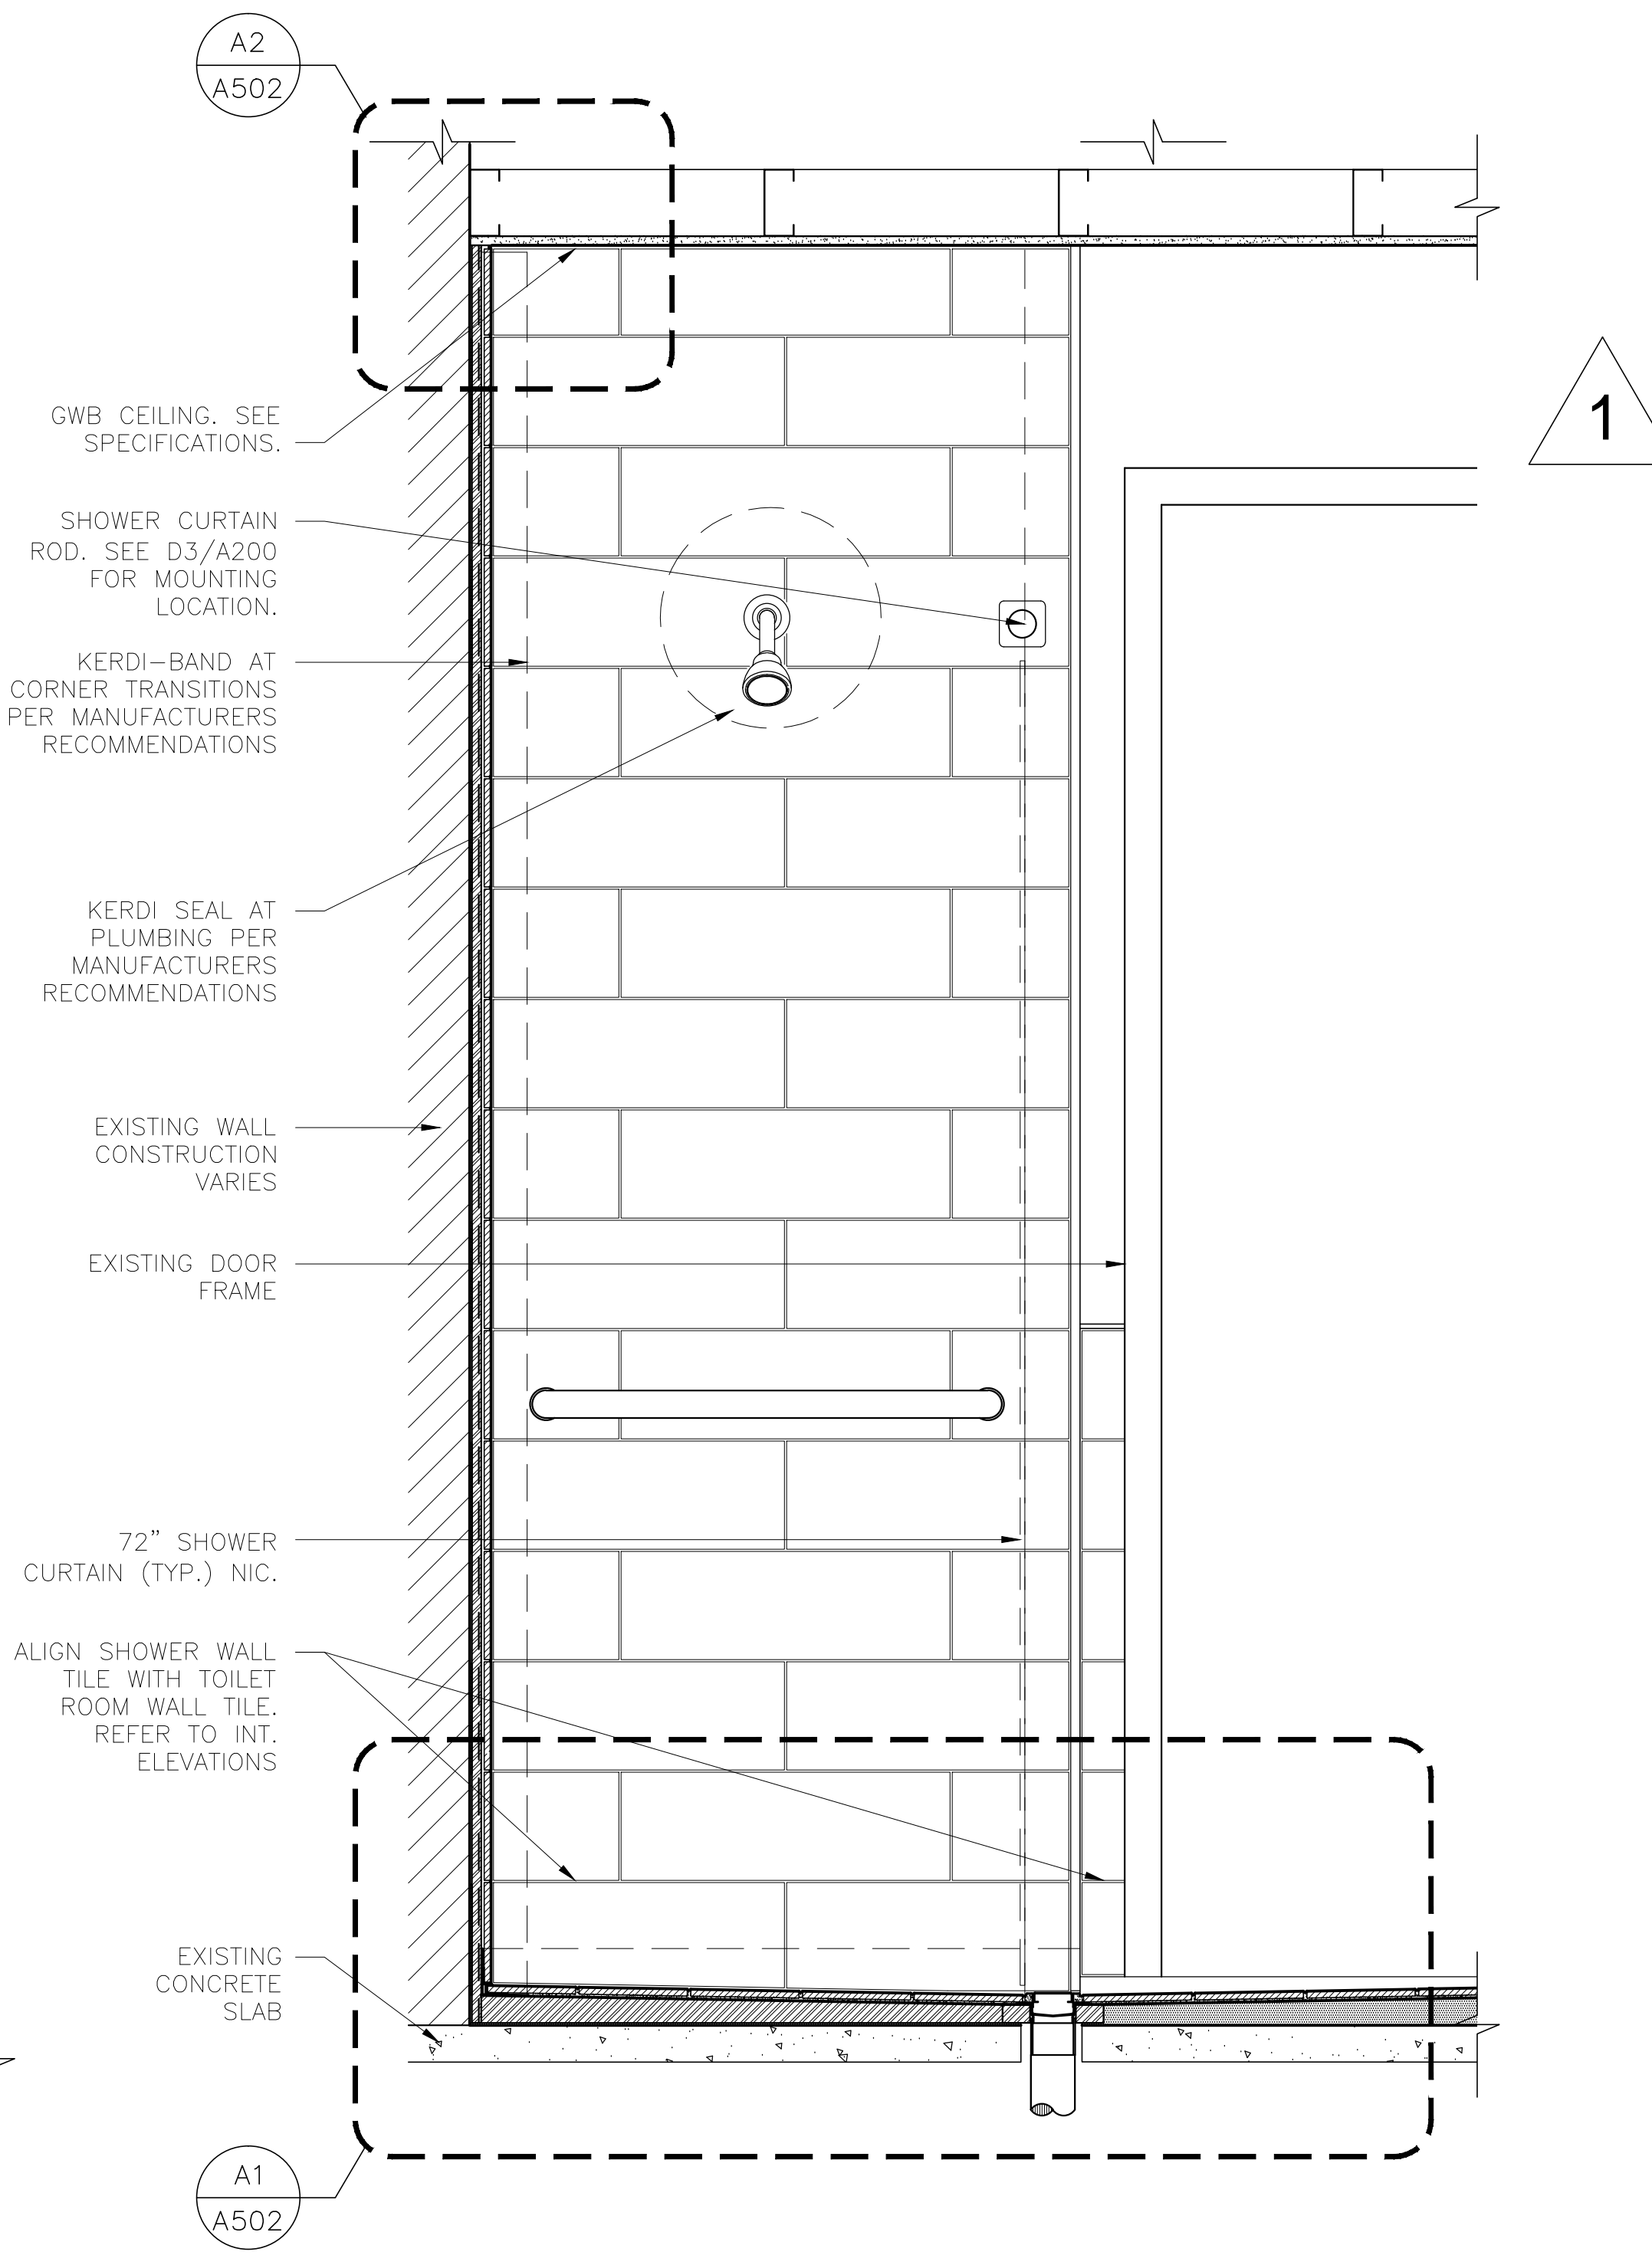 A2
A502
GWB CEILING. SEE
SPECIFICATIONS.
1
SHOWER CURTAIN
ROD. SEE D3/A200
FOR MOUNTING
LOCATION.
KERDI-BAND AT
CORNER TRANSITIONS
PER MANUFACTURERS
RECOMMENDATIONS
KERDI SEAL AT
PLUMBING PER
MANUFACTURERS
RECOMMENDATIONS
EXISTING WALL
CONSTRUCTION
VARIES
EXISTING DOOR
FRAME
72" SHOWER
CURTAIN (TYP.) NIC.
ALIGN SHOWER WALL
TILE WITH TOILET
ROOM WALL TILE.
REFER TO INT.
ELEVATIONS
EXISTING
CONCRETE
SLAB
A1
A502